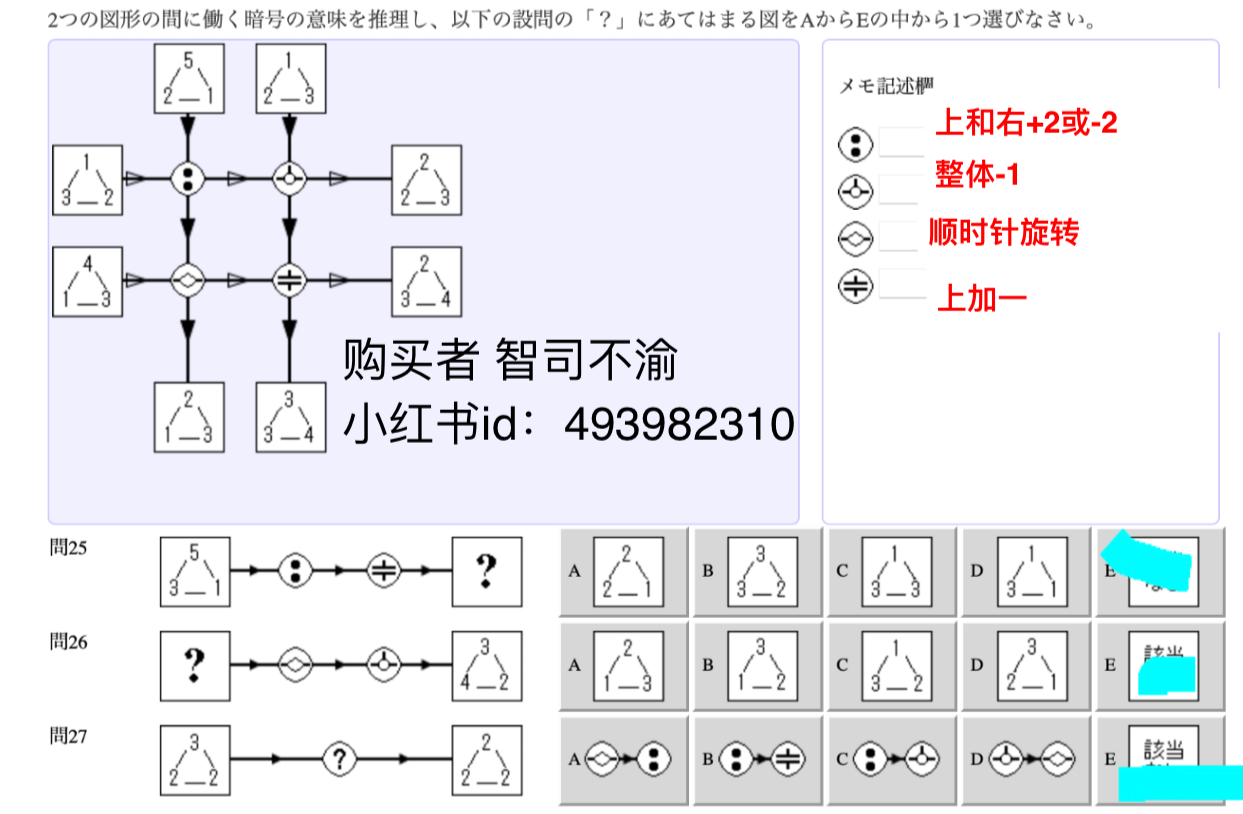 2つの図形の間に働く暗号の意味を推理し、以下の設問の「？」にあてはまる図をAからEの中から1つ選びなさい。
5
2 1
1
2 3
1
3 2
2
2 3
4
1 3
2
3 4
2
1 3
3
3 4
购买者 智司不渝
小红书id：493982310
メモ記述欄
上和右+2或-2
整体-1
顺时针旋转
上加一
問25
5
3 1
?
A
2
2 1
B
3
3 2
C
1
3 3
D
1
3 1
E
問26
?
3
4 2
A
2
1 3
B
3
1 2
C
1
3 2
D
3
2 1
E
該当
問27
3
2 2
?
2
2 2
A
B
C
D
E
該当